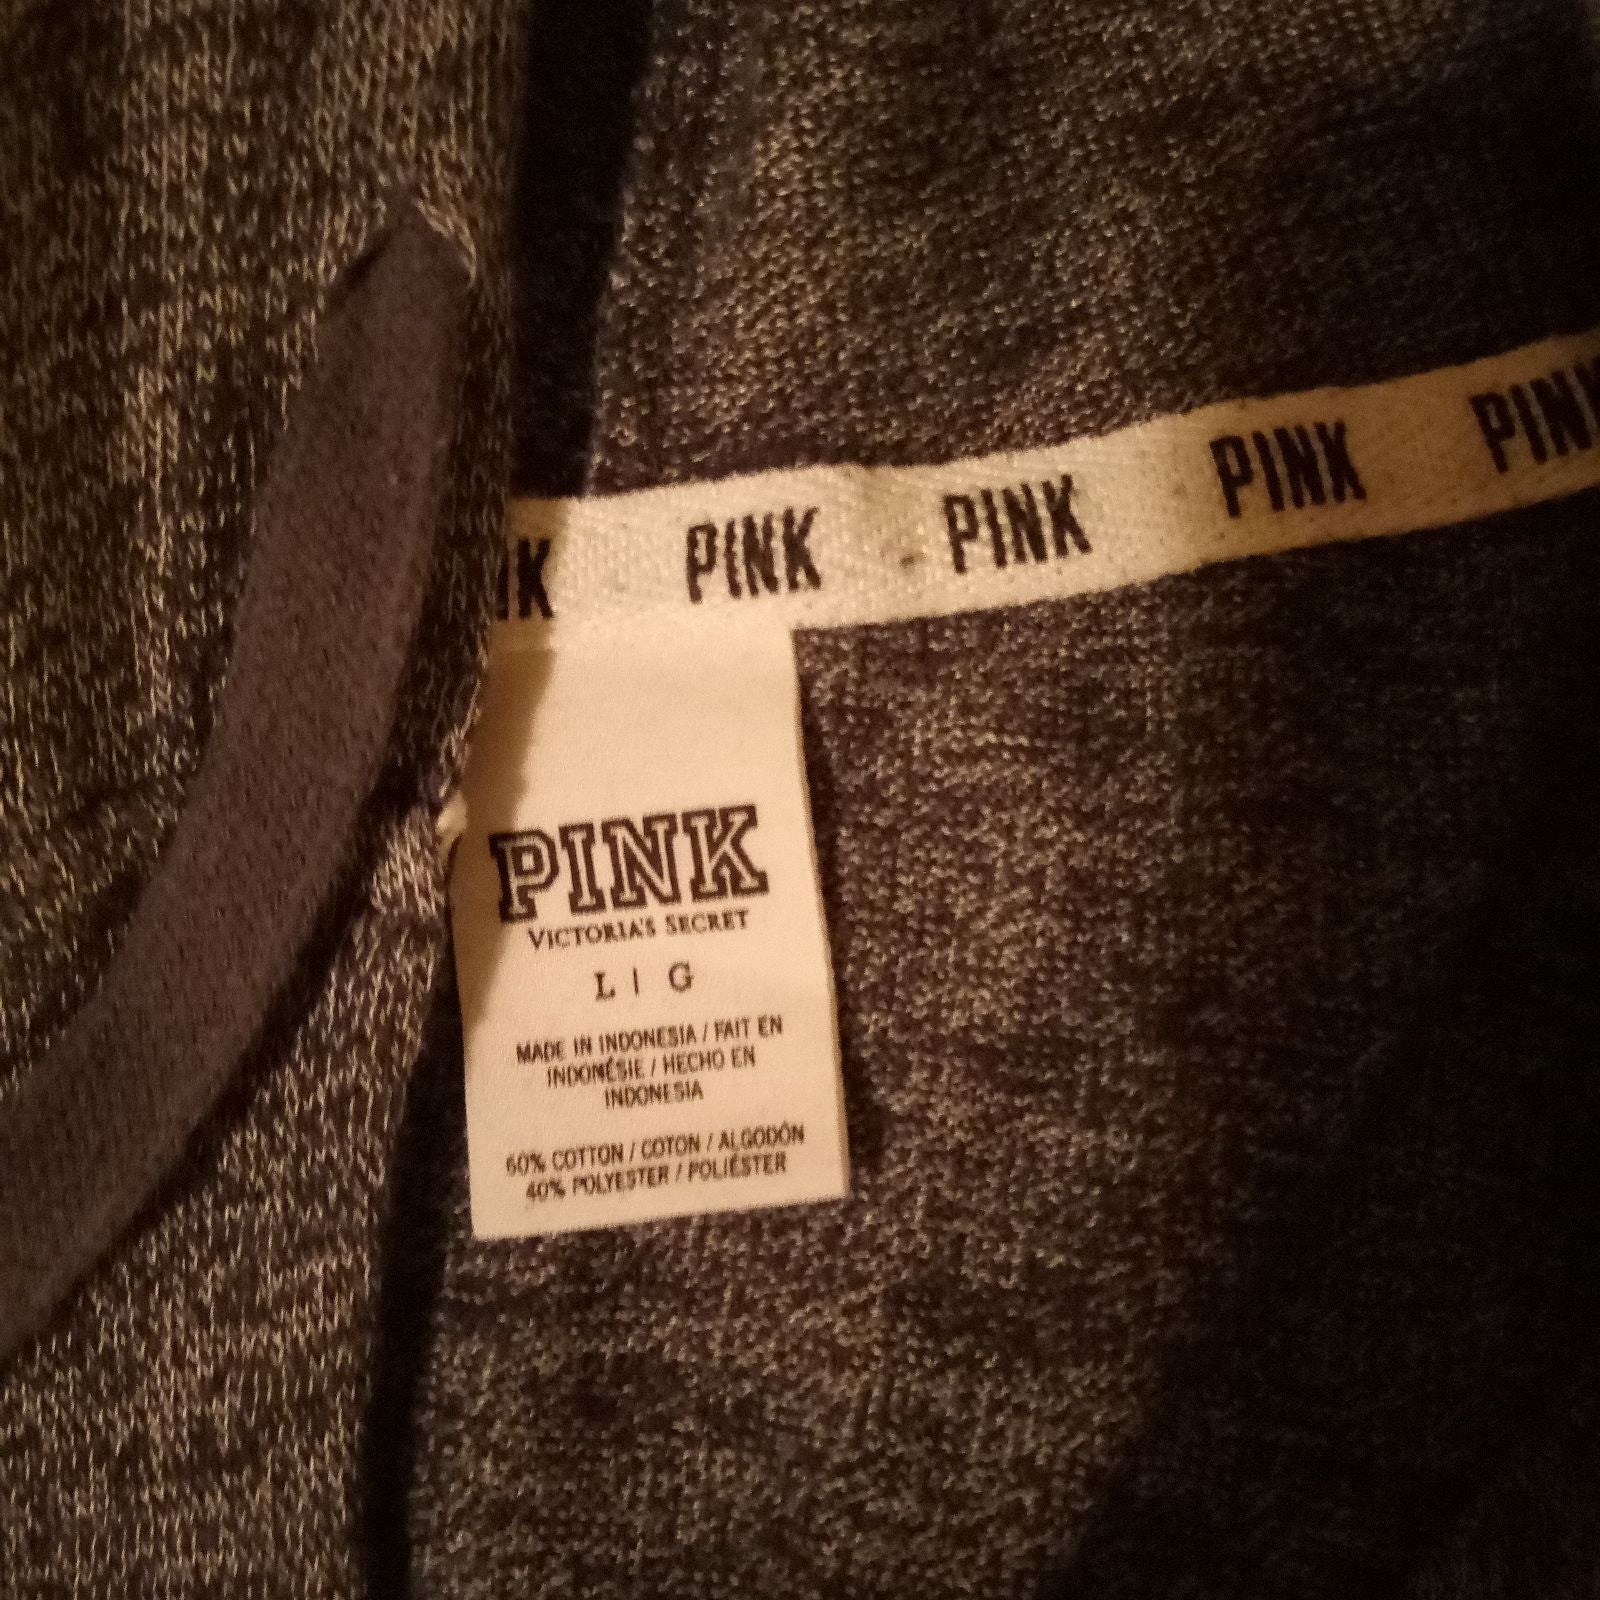 PINK PINK PINK PINK
PINK
VICTORIA'S SECRET
L | G
MADE IN INDONESIA / FAIT EN
INDONÉSIE / HECHO EN
INDONESIA
60% COTTON / COTON / ALGODÓN
40% POLYESTER / POLIÉSTER